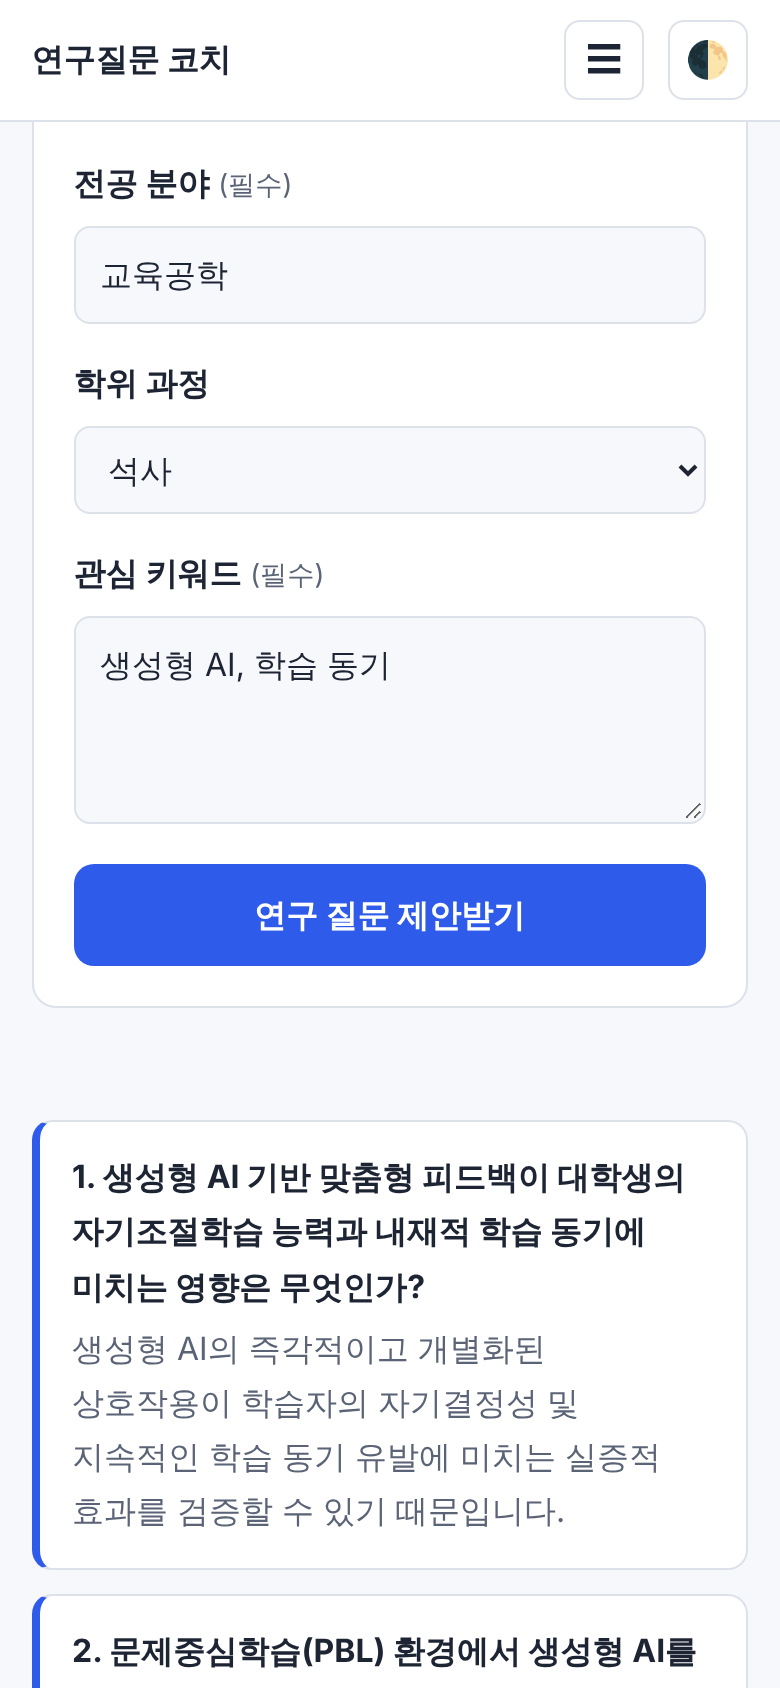 연구질문 코치
전공 분야 (필수)
교육공학
학위 과정
석사
관심 키워드 (필수)
생성형 AI, 학습 동기
연구 질문 제안받기
1. 생성형 AI 기반 맞춤형 피드백이 대학생의
자기조절학습 능력과 내재적 학습 동기에
미치는 영향은 무엇인가?
생성형 AI의 즉각적이고 개별화된
상호작용이 학습자의 자기결정성 및
지속적인 학습 동기 유발에 미치는 실증적
효과를 검증할 수 있기 때문입니다.
2. 문제중심학습(PBL) 환경에서 생성형 AI를